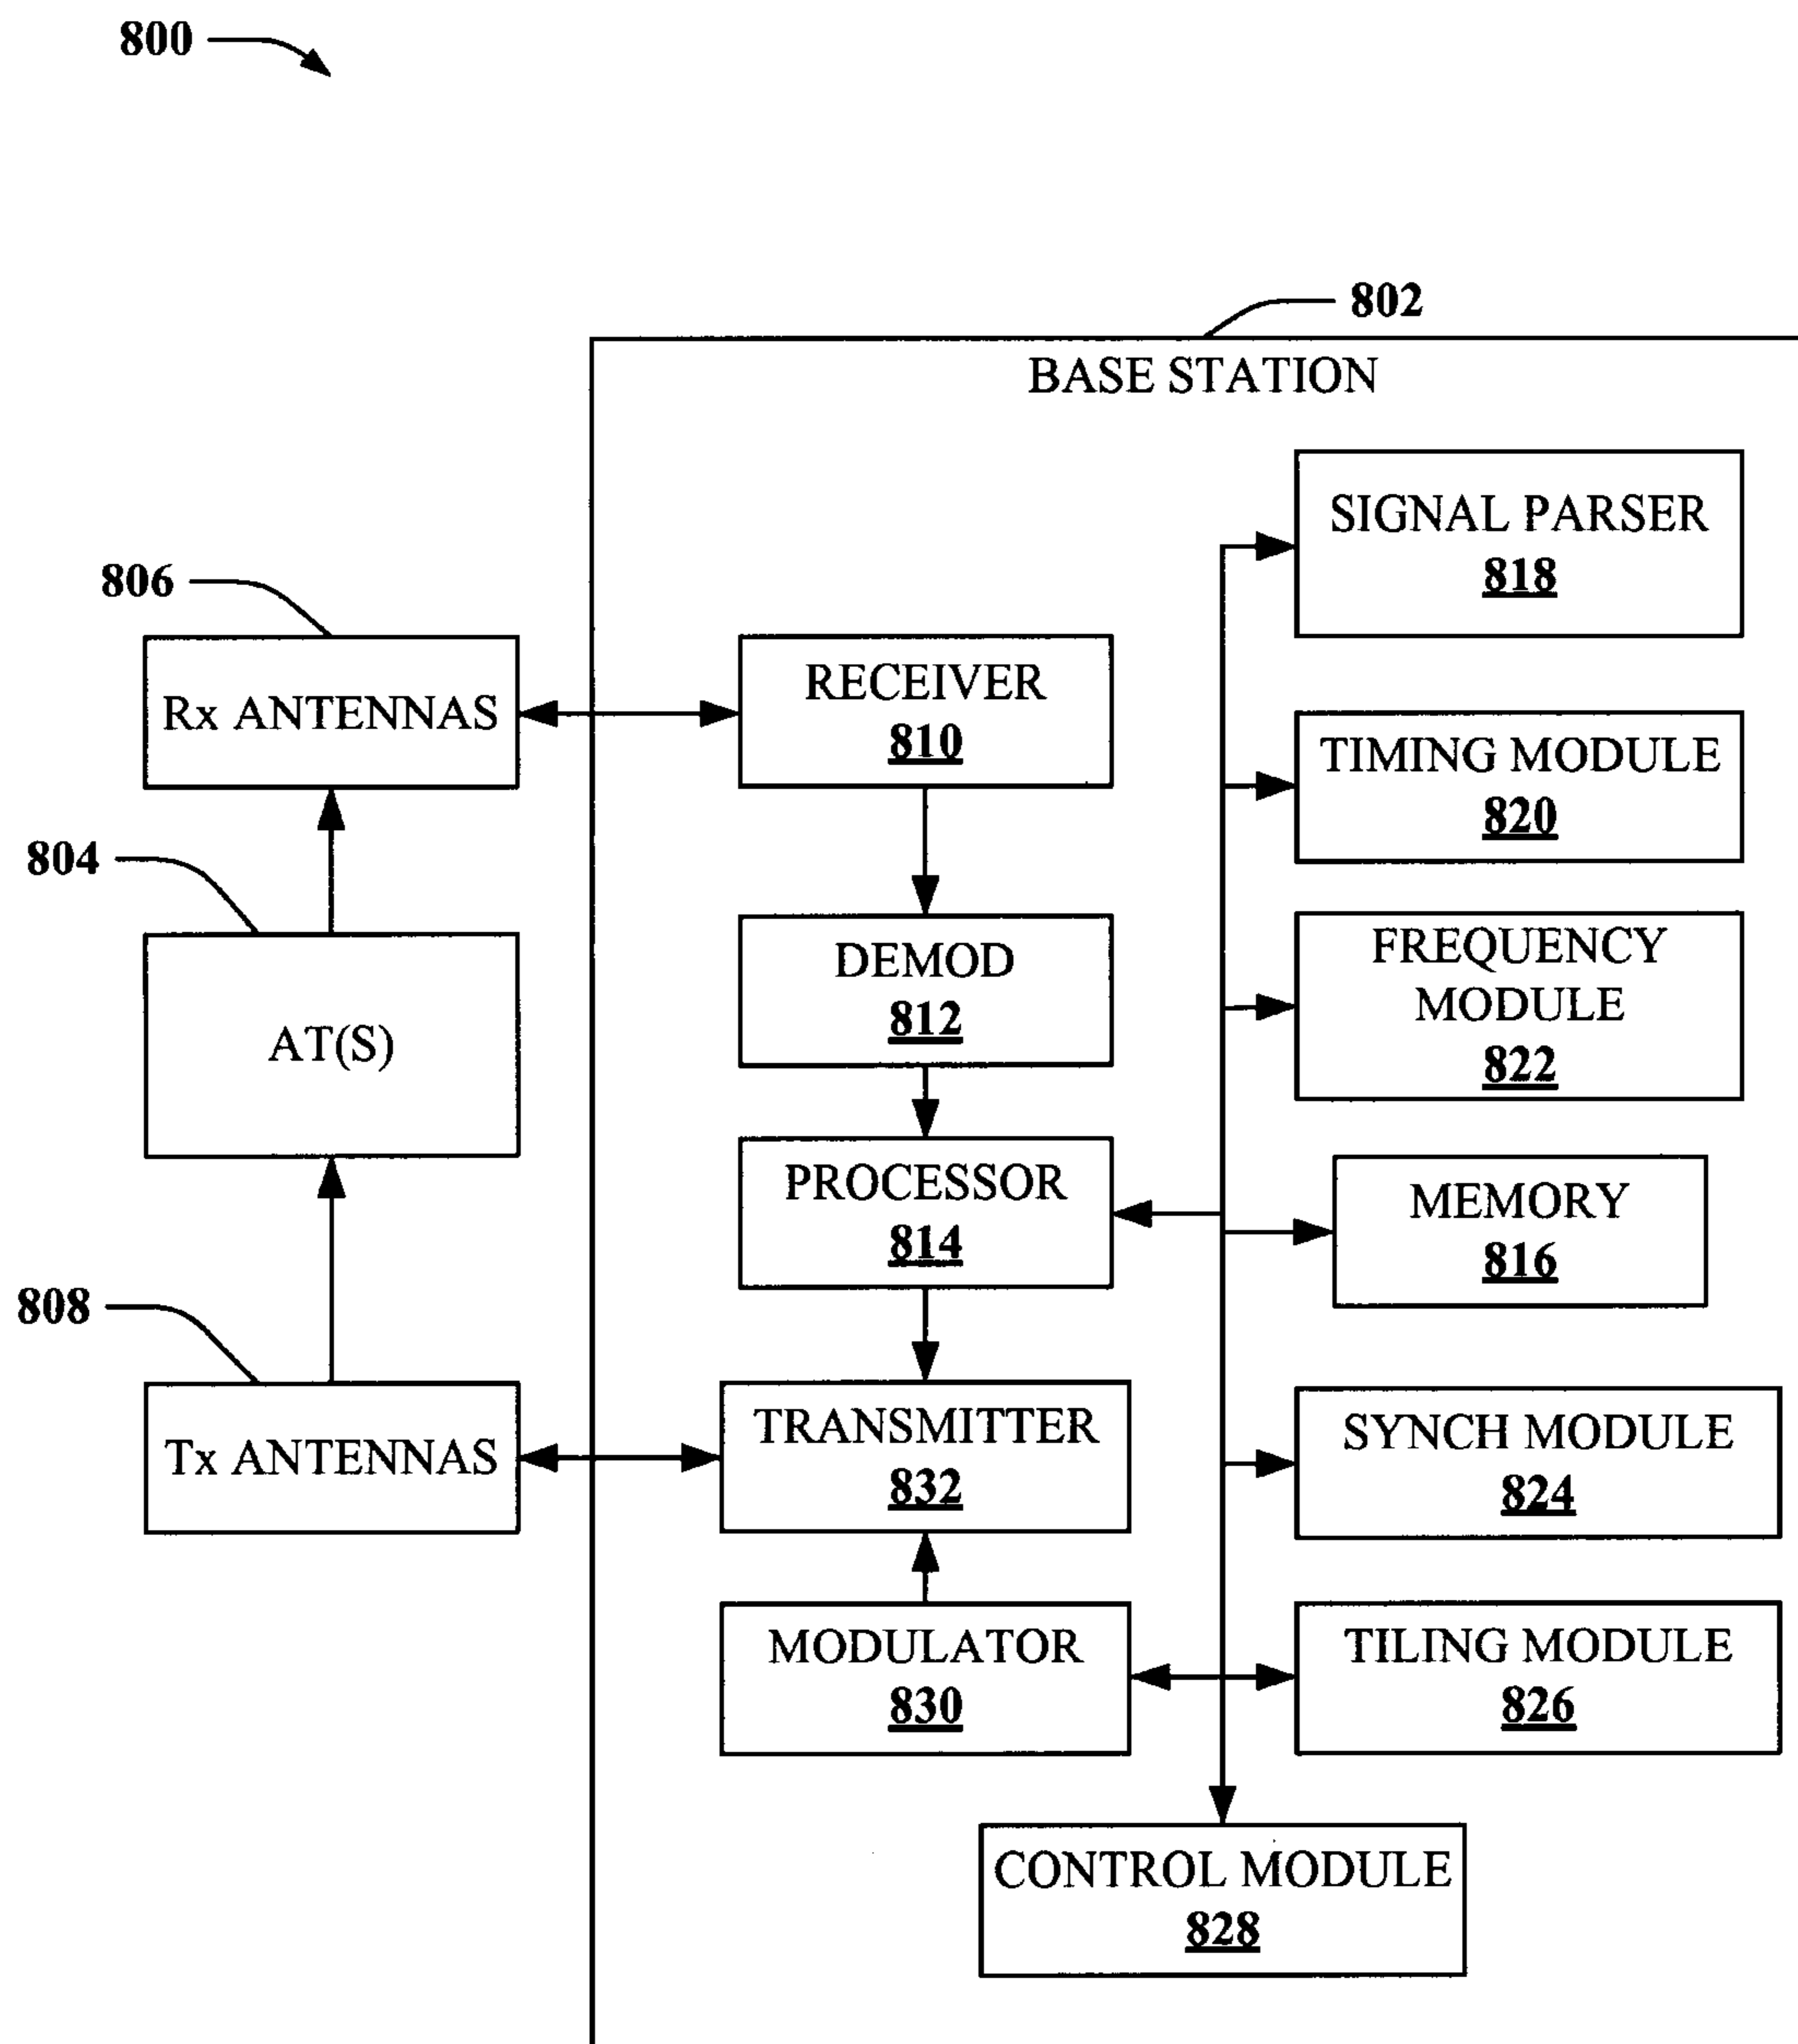 800
802
BASE STATION
SIGNAL PARSER
818
806
Rx ANTENNAS
RECEIVER
810
TIMING MODULE
820
804
AT(S)
DEMOD
812
FREQUENCY
MODULE
822
PROCESSOR
814
MEMORY
816
808
Tx ANTENNAS
TRANSMITTER
832
SYNCH MODULE
824
MODULATOR
830
TILING MODULE
826
CONTROL MODULE
828